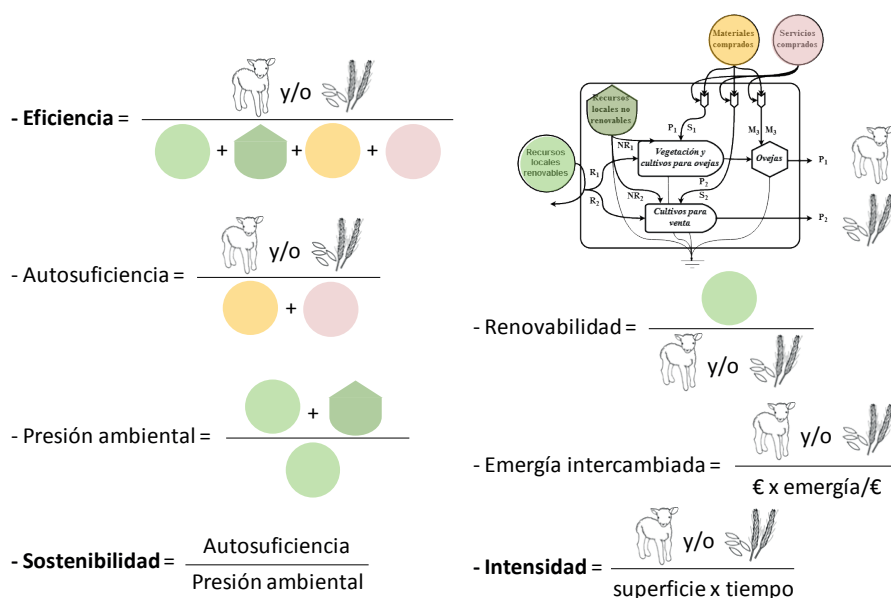 y/o
- Eficiencia =
+ + +
y/o
- Autosuficiencia =
+
+
- Presión ambiental =
- Sostenibilidad =
Autosuficiencia
Presión ambiental
Materiales
comprados
Servicios
comprados
Recursos
locales no
renovables
P1 S1
M3 M3
NR1
Recursos
locales
renovables
R1
Vegetación y
cultivos para ovejas
Ovejas
P1
P2
S2
NR2
R2
Cultivos para
venta
P2
- Renovabilidad =
y/o
y/o
- Emergía intercambiada =
€ x emergía/€
y/o
- Intensidad =
superficie x tiempo